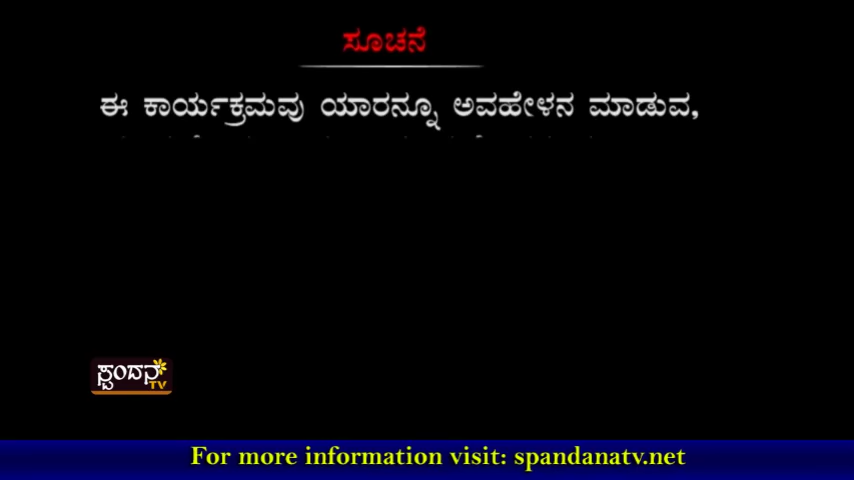 ಸೂಚನೆ
ಈ ಕಾರ್ಯಕ್ರಮವು ಯಾರನ್ನೂ ಅವಹೇಳನ ಮಾಡುವ,
ಸ್ಪಂದನ TV
For more information visit: spandanatv.net